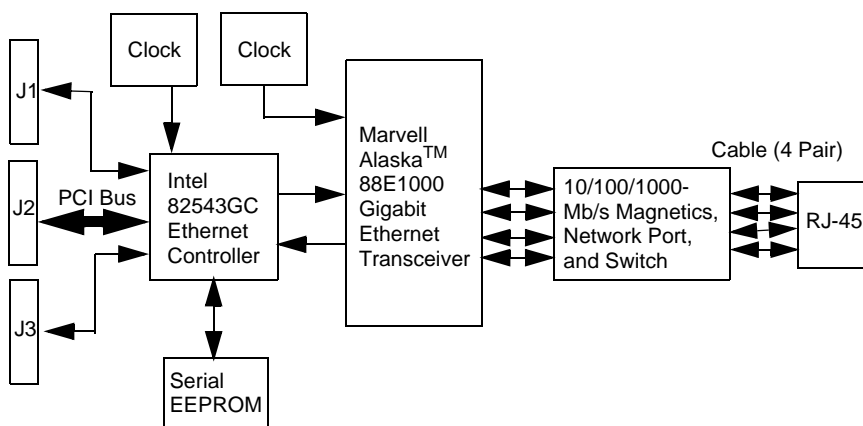 Clock
Clock
J1
J2
J3
PCI Bus
Intel
82543GC
Ethernet
Controller
Serial
EEPROM
Marvell
Alaska™
88E1000
Gigabit
Ethernet
Transceiver
10/100/1000-
Mb/s Magnetics,
Network Port,
and Switch
Cable (4 Pair)
RJ-45